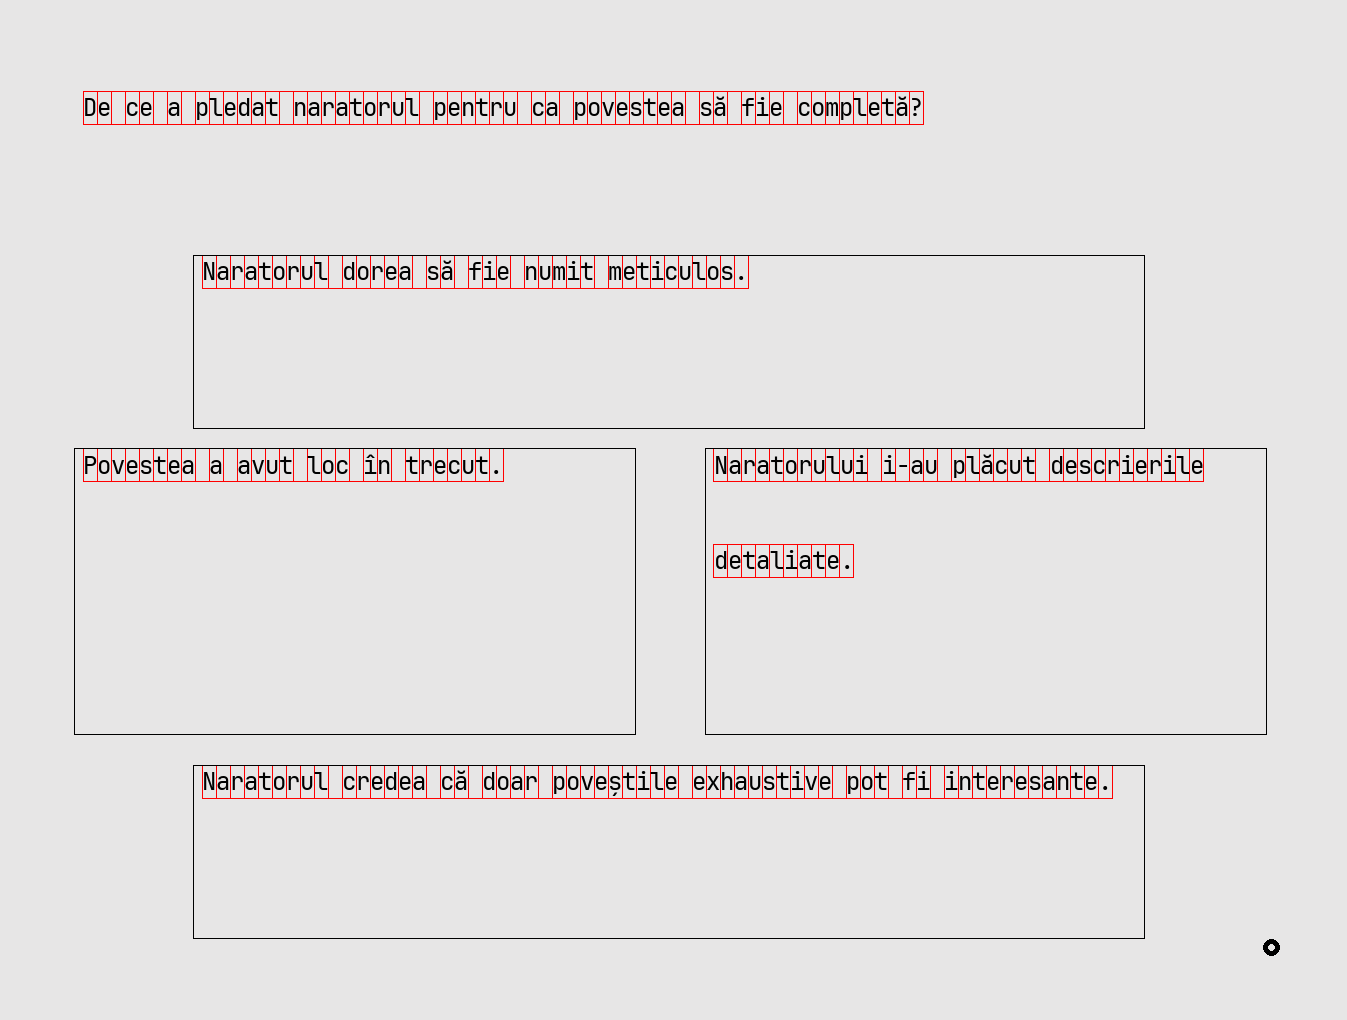 De ce a pledat naratorul pentru ca povestea să fie completă?
Naratorul dorea să fie numit meticulos.
Povestea a avut loc în trecut.
Naratorului i-au plăcut descrierile
detaliate.
Naratorul credea că doar poveștile exhaustive pot fi interesante.